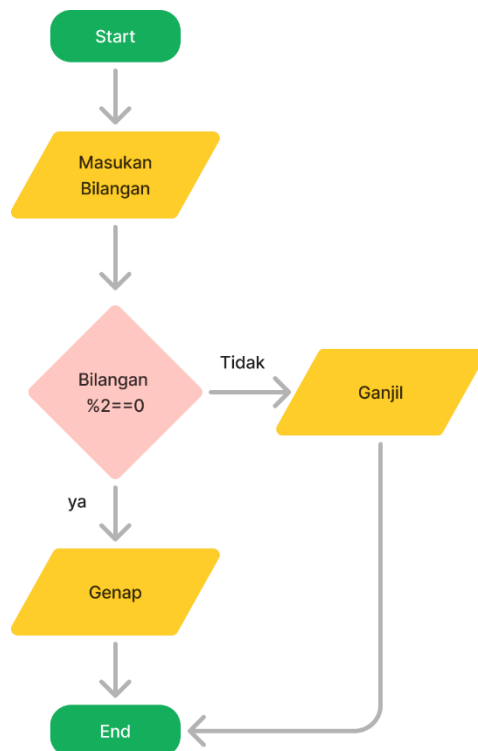 Start
Masukan
Bilangan
Bilangan
%2==0
Tidak
Ganjil
ya
Genap
End